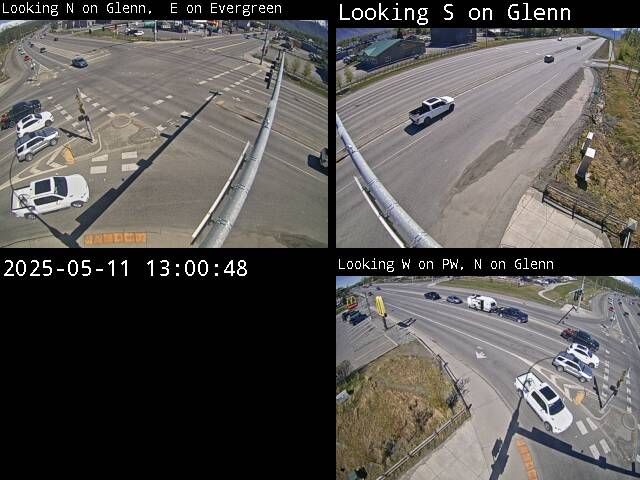 Looking N on Glenn,  E on Evergreen
Looking S on Glenn
2025-05-11 13:00:48
Looking W on PW, N on Glenn